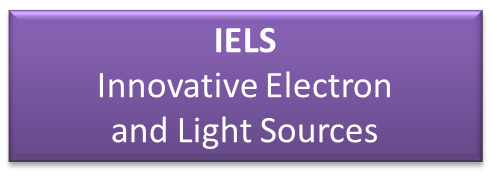 IELS
Innovative Electron
and Light Sources